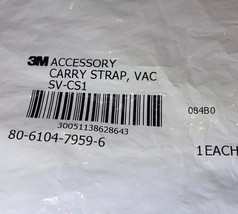 3M ACCESSORY
CARRY STRAP, VAC
SV-CS1
084B0
30051138628643
80-6104-7959-6
1EACH